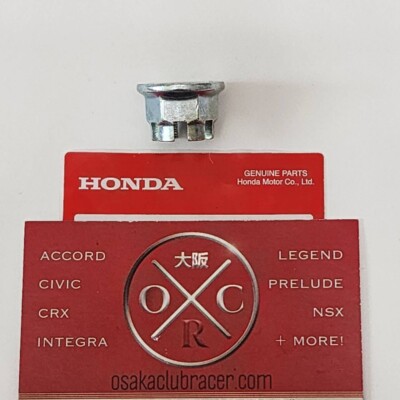 HONDA
GENUINE PARTS
Honda Motor Co., Ltd.
ACCORD
CIVIC
CRX
INTEGRA
大阪
O C
R
LEGEND
PRELUDE
NSX
+ MORE!
osakaclubracer.com